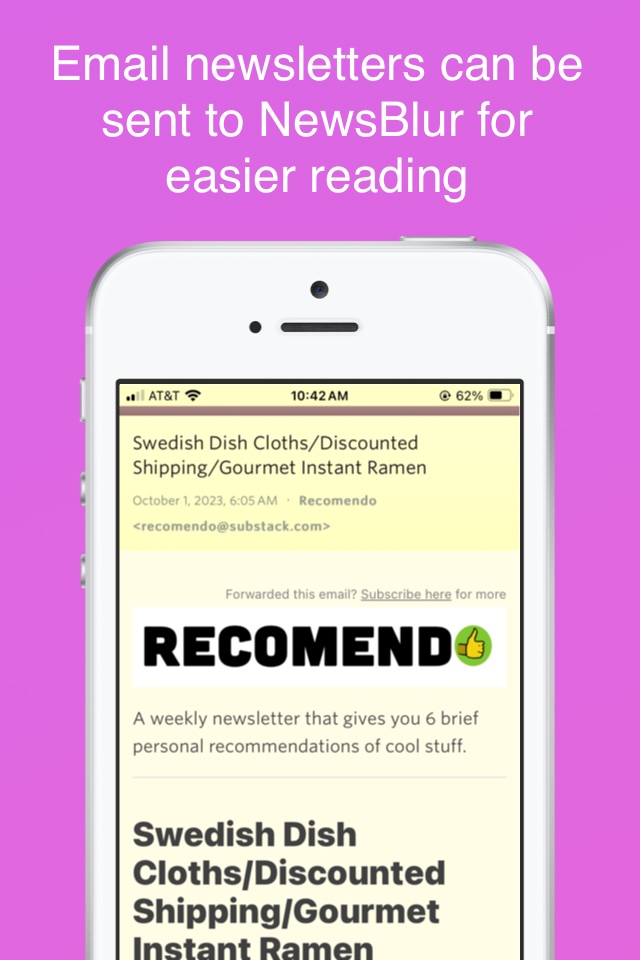 Email newsletters can be
sent to NewsBlur for
easier reading
AT&T 10:42 AM 62%
Swedish Dish Cloths/Discounted
Shipping/Gourmet Instant Ramen
October 1, 2023, 6:05 AM · Recomendo
<recomendo@substack.com>
Forwarded this email? Subscribe here for more
RECOMENDO
A weekly newsletter that gives you 6 brief
personal recommendations of cool stuff.
Swedish Dish
Cloths/Discounted
Shipping/Gourmet
Instant Ramen